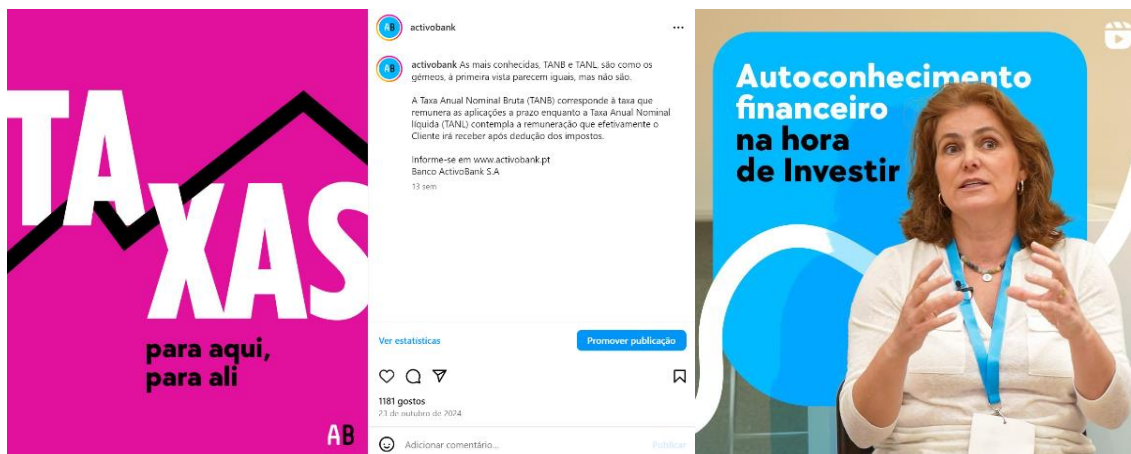 TA
XAS
para aqui,
para ali
AB
AB
activobank
AB
activobank As mais conhecidas, TANB e TANL, são como os
gémeos, à primeira vista parecem iguais, mas não são.
A Taxa Anual Nominal Bruta (TANB) corresponde à taxa que
remunera as aplicações a prazo enquanto a Taxa Anual Nominal
líquida (TANL) contempla a remuneração que efetivamente o
Cliente irá receber após dedução dos impostos.
Informe-se em www.activobank.pt
Banco ActivoBank S.A
13 sem
Ver estatísticas
Promover publicação
1181 gostos
23 de outubro de 2024
Adicionar comentário...
Publicar
Autoconhecimento
financeiro
na hora
de Investir